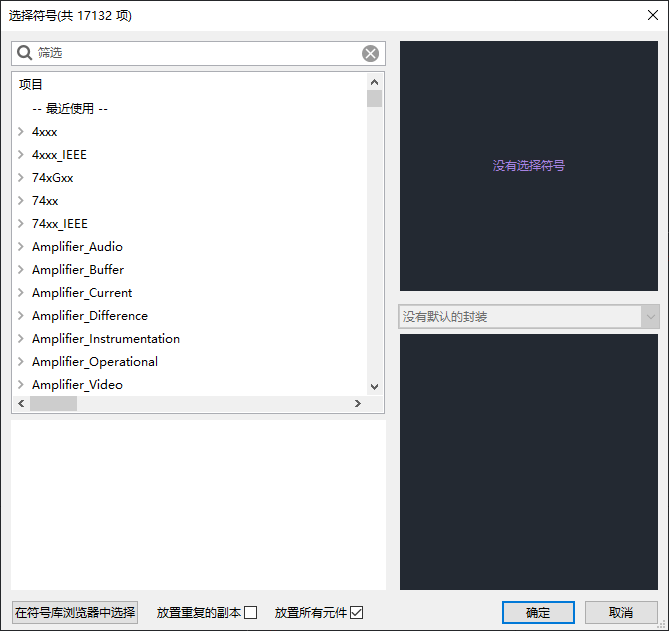 选择符号(共 17132 项)
筛选
项目
-- 最近使用 --
4xxx
4xxx_IEEE
74xGxx
74xx
74xx_IEEE
Amplifier_Audio
Amplifier_Buffer
Amplifier_Current
Amplifier_Difference
Amplifier_Instrumentation
Amplifier_Operational
Amplifier_Video
没有选择符号
没有默认的封装
在符号库浏览器中选择 放置重复的副本 放置所有元件 确定 取消